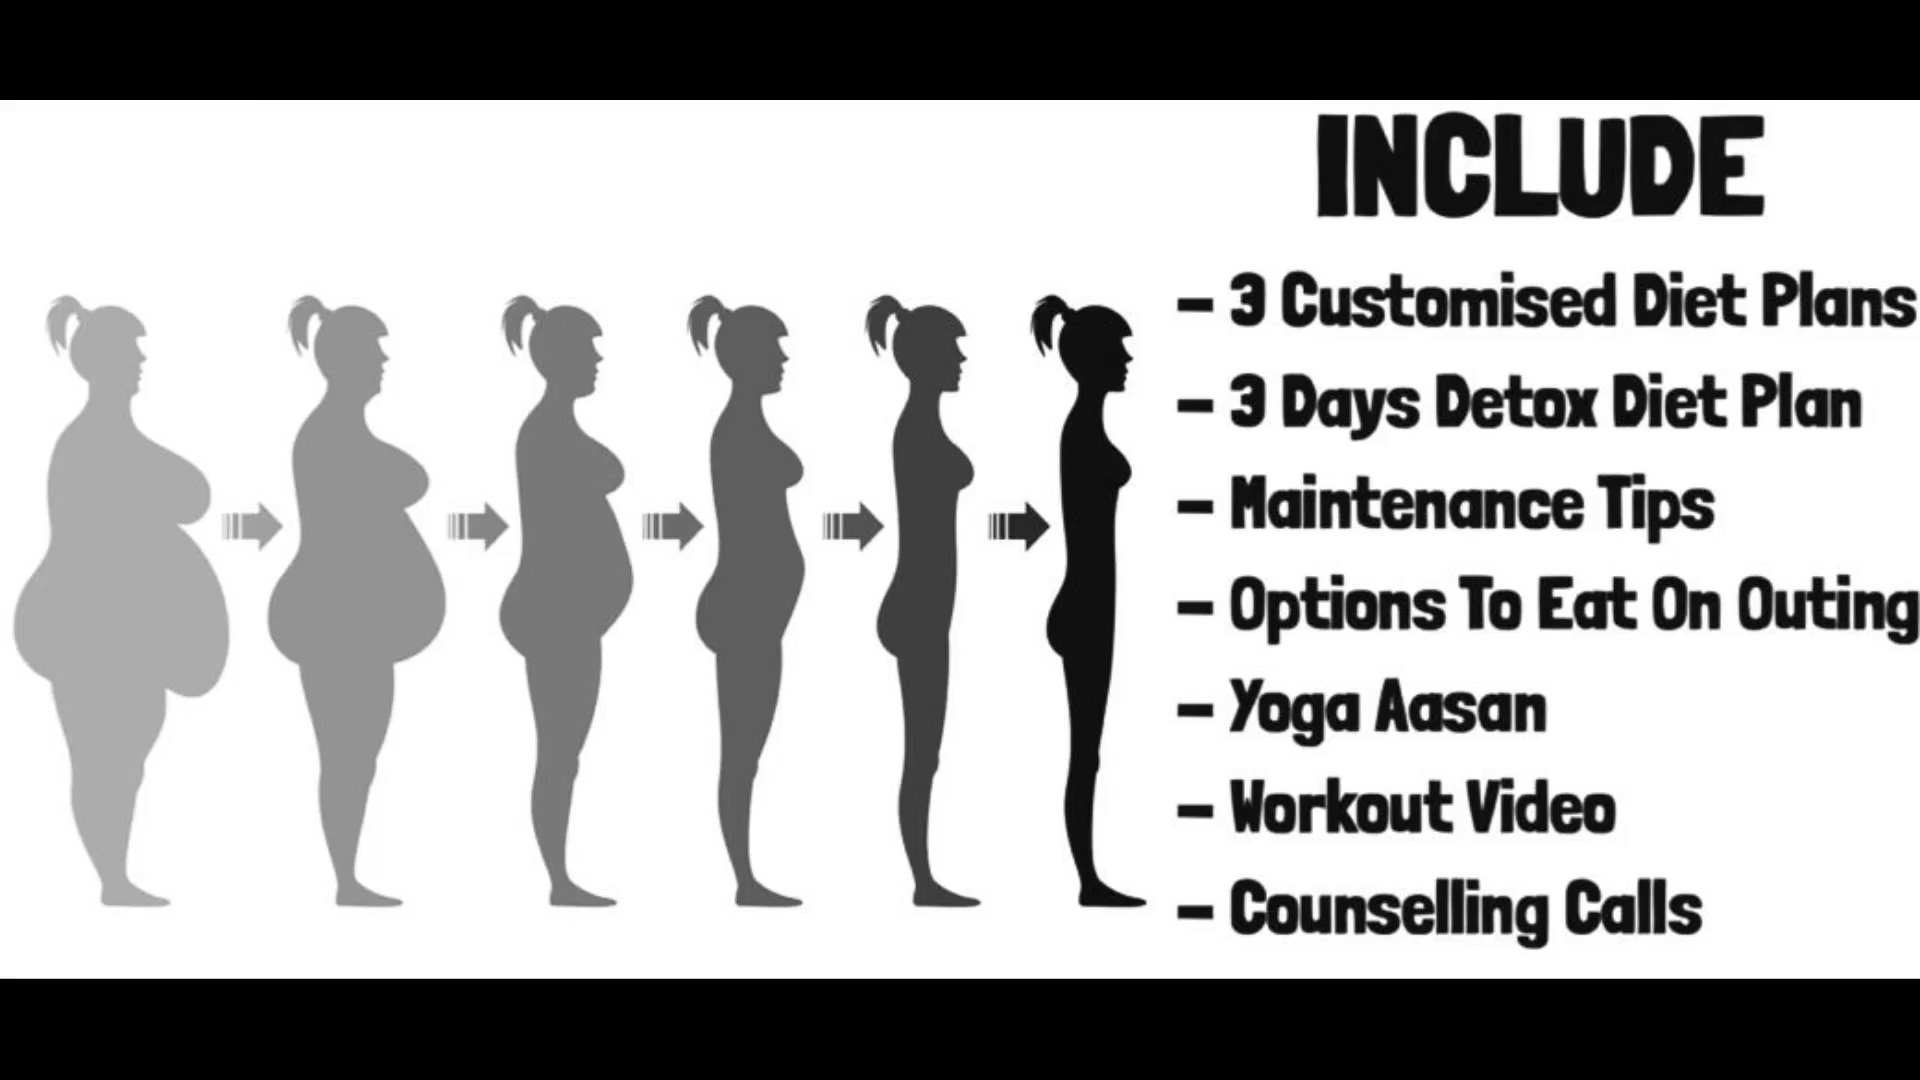 INCLUDE
- 3 Customised Diet Plans
- 3 Days Detox Diet Plan
- Maintenance Tips
- Options To Eat On Outing
- Yoga Aasan
- Workout Video
- Counselling Calls